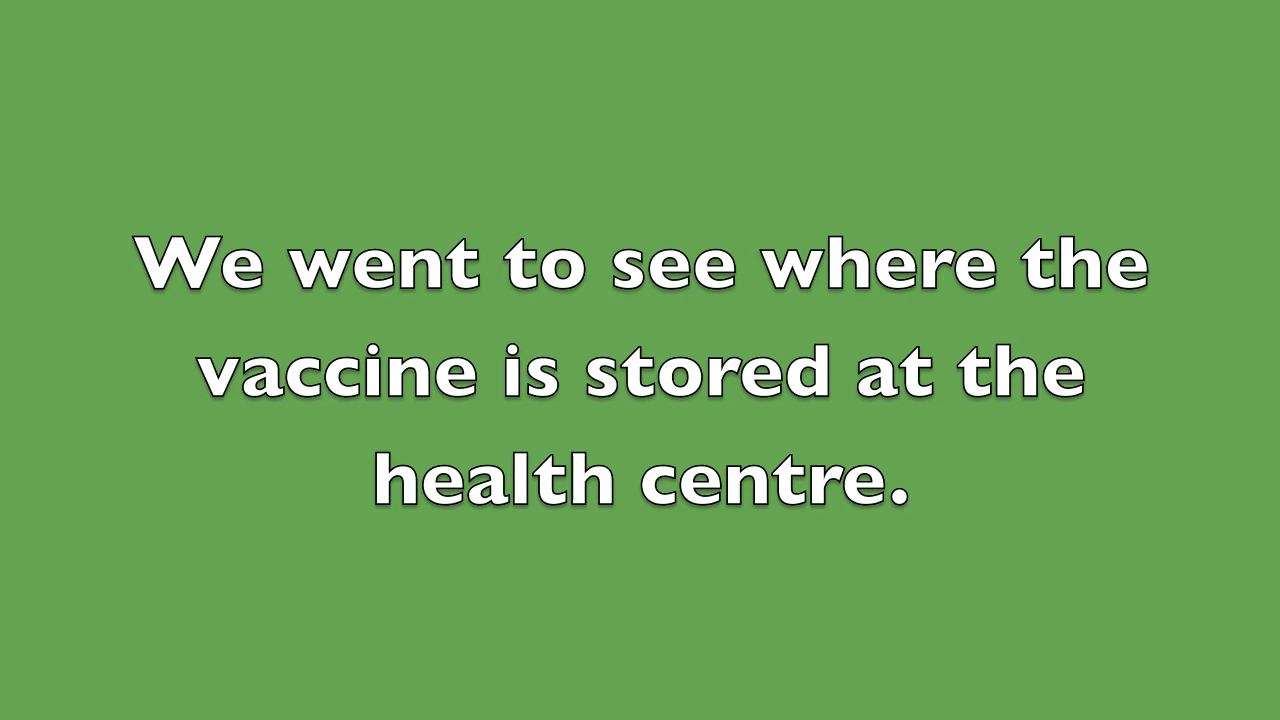 We went to see where the
vaccine is stored at the
health centre.